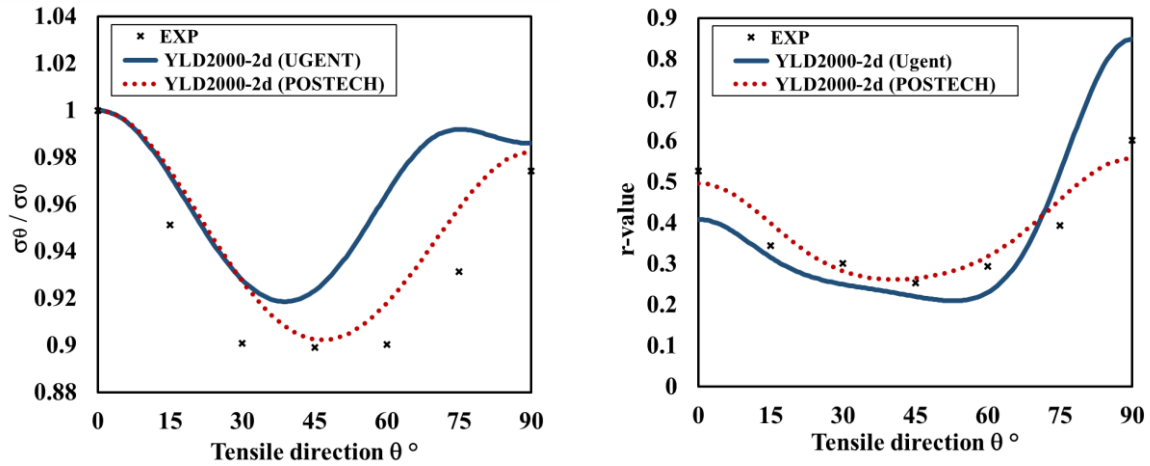 1.04
1.02
1
0.98
0.96
0.94
0.92
0.9
0.88
σθ / σ0
EXP
YLD2000-2d (UGENT)
YLD2000-2d (POSTECH)
0 15 30 45 60 75 90
Tensile direction θ °
0.9
0.8
0.7
0.6
0.5
0.4
0.3
0.2
0.1
0
r-value
EXP
YLD2000-2d (Ugent)
YLD2000-2d (POSTECH)
0 15 30 45 60 75 90
Tensile direction θ °